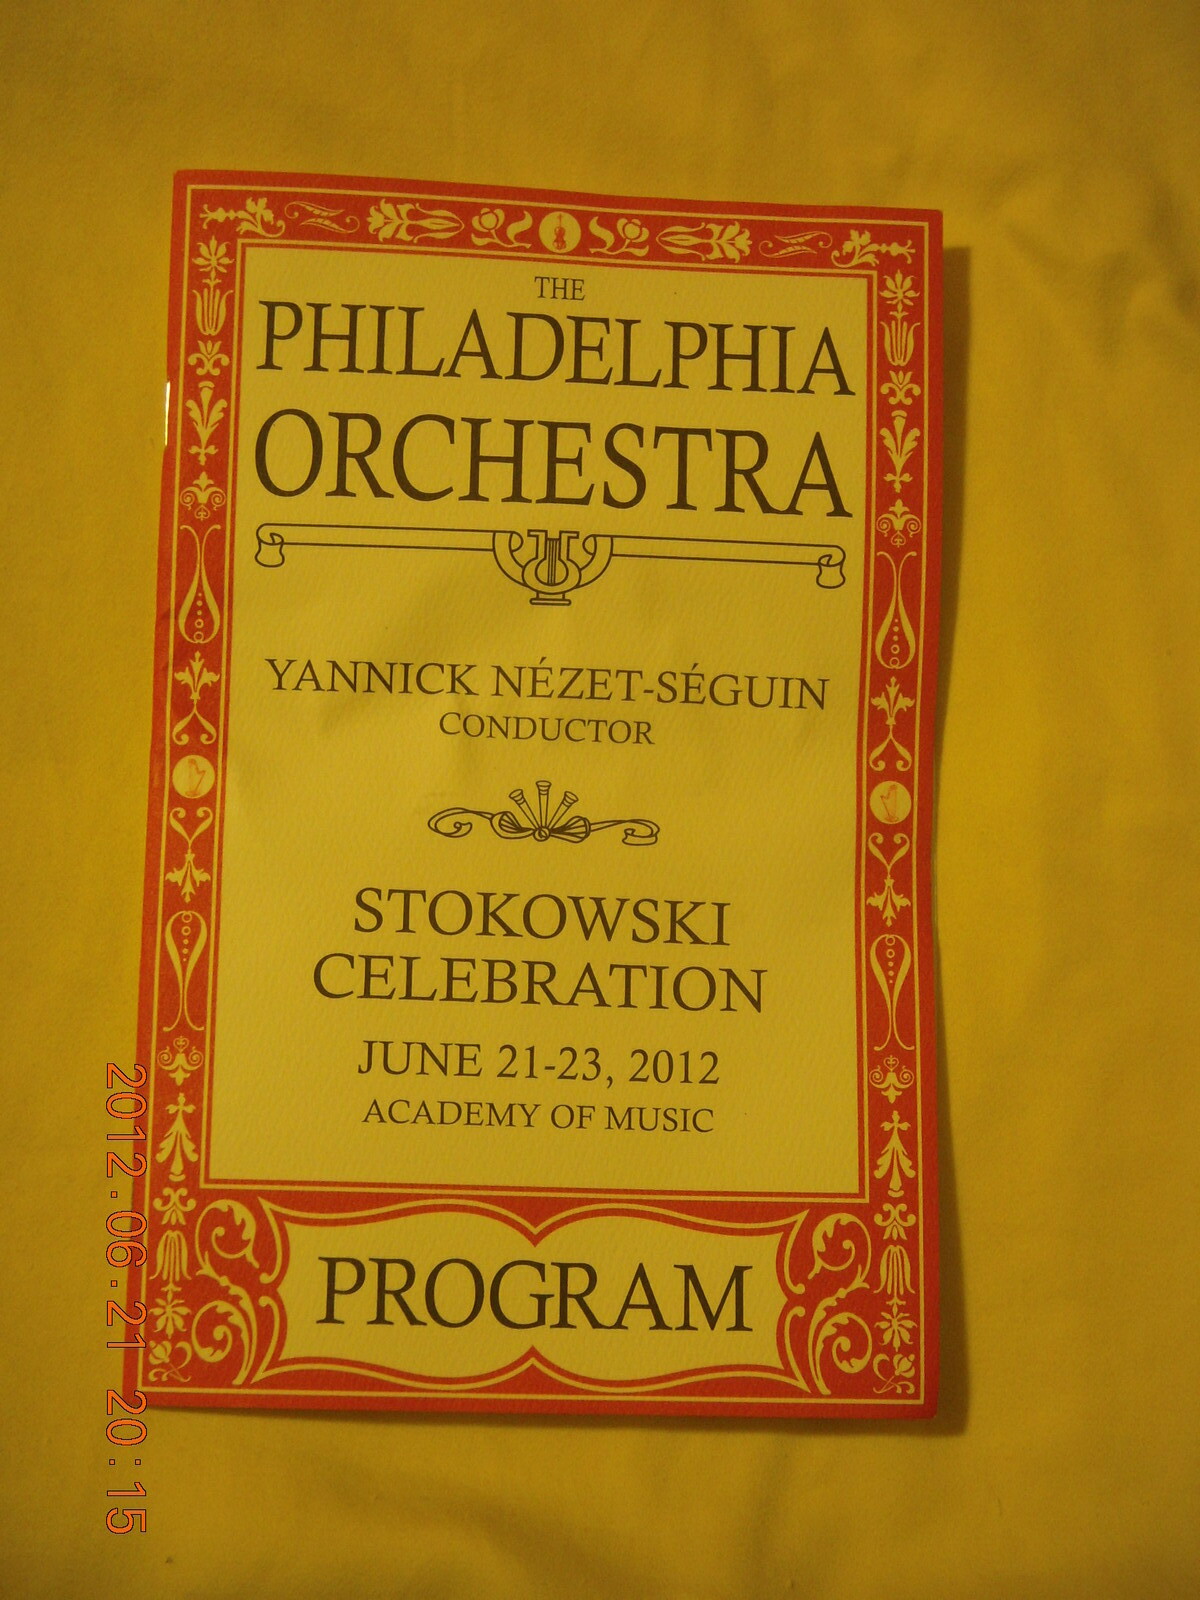 THE
PHILADELPHIA
ORCHESTRA
YANNICK NÉZET-SÉGUIN
CONDUCTOR
STOKOWSKI
CELEBRATION
JUNE 21-23, 2012
ACADEMY OF MUSIC
PROGRAM
2012.06.21 20:15